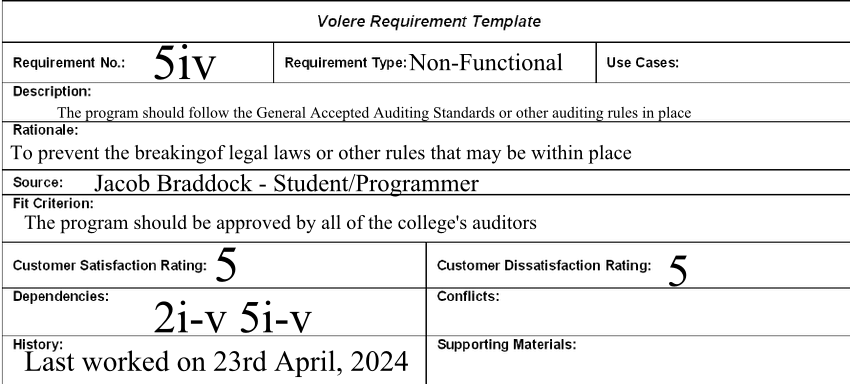 Volere Requirement Template
Requirement No.: 5iv Requirement Type: Non-Functional Use Cases:
Description:
The program should follow the General Accepted Auditing Standards or other auditing rules in place
Rationale:
To prevent the breakingof legal laws or other rules that may be within place
Source: Jacob Braddock - Student/Programmer
Fit Criterion:
The program should be approved by all of the college's auditors
Customer Satisfaction Rating: 5 Customer Dissatisfaction Rating: 5
Dependencies: Conflicts:
2i-v 5i-v
History: Supporting Materials:
Last worked on 23rd April, 2024